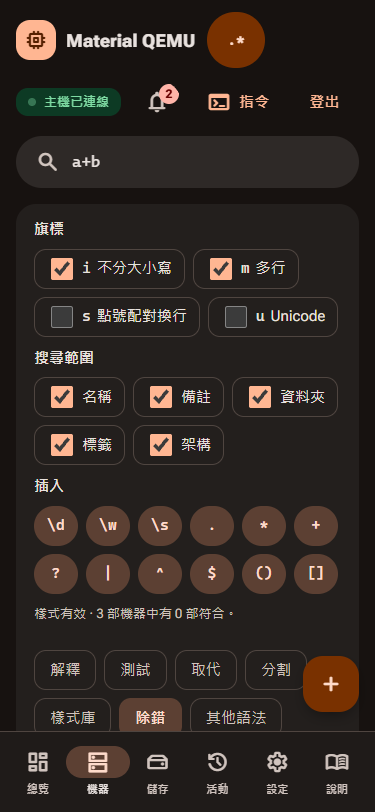 Material QEMU .*
主機已連線 2 指令 登出
a+b
旗標
i 不分大小寫 m 多行
s 點號配對換行 u Unicode
搜尋範圍
名稱 備註 資料夾
標籤 架構
插入
\d \w \s . * +
? | ^ $ () []
樣式有效 · 3 部機器中有 0 部符合。
解釋 測試 取代 分割
+
樣式庫 除錯 其他語法
總覽 機器 儲存 活動 設定 說明